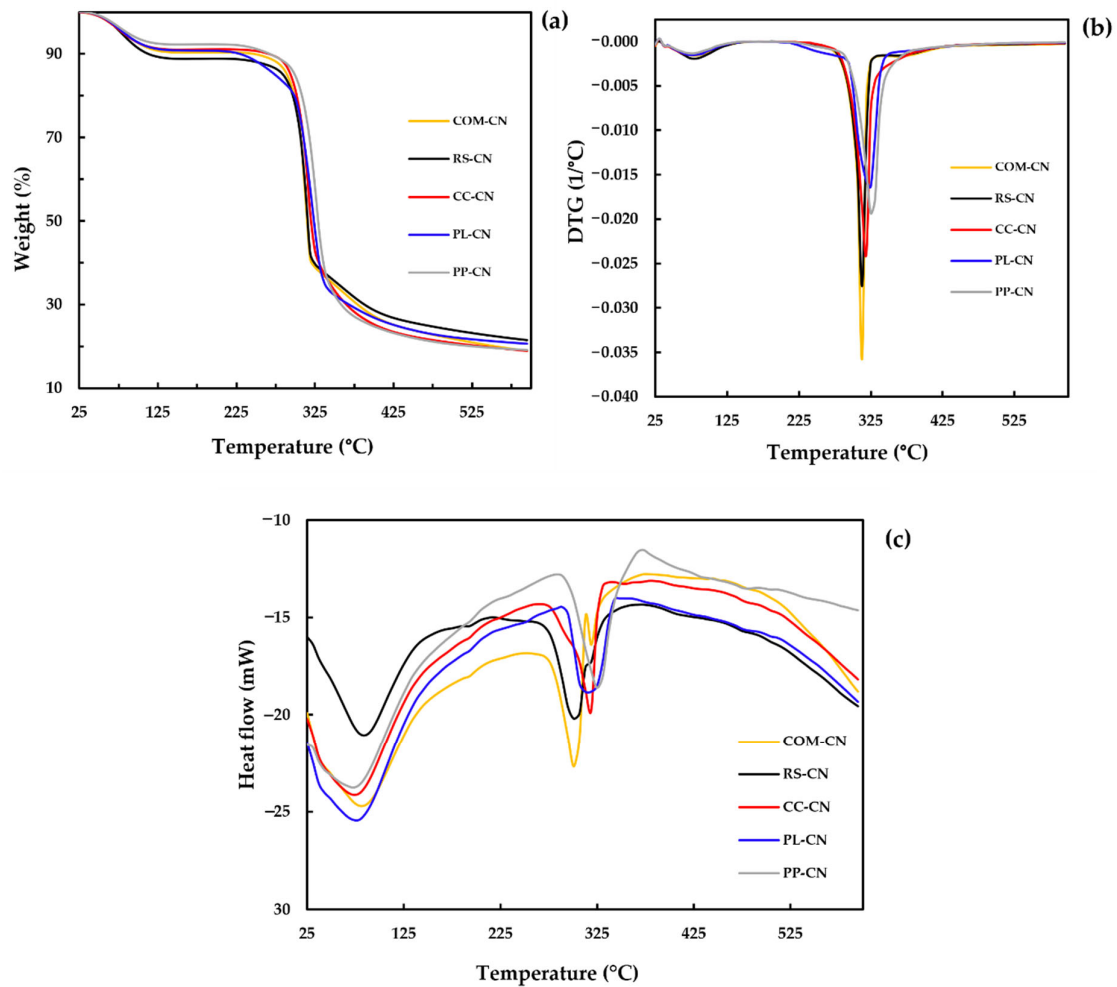 (a)
90
70
50
30
10
25
125
225
325
425
525
Weight (%)
Temperature (°C)
COM-CN
RS-CN
CC-CN
PL-CN
PP-CN
(b)
−0.000
−0.005
−0.010
−0.015
−0.020
−0.025
−0.030
−0.035
−0.040
25
125
225
325
425
525
DTG (1/°C)
Temperature (°C)
COM-CN
RS-CN
CC-CN
PL-CN
PP-CN
(c)
−10
−15
−20
−25
30
25
125
225
325
425
525
Heat flow (mW)
Temperature (°C)
COM-CN
RS-CN
CC-CN
PL-CN
PP-CN